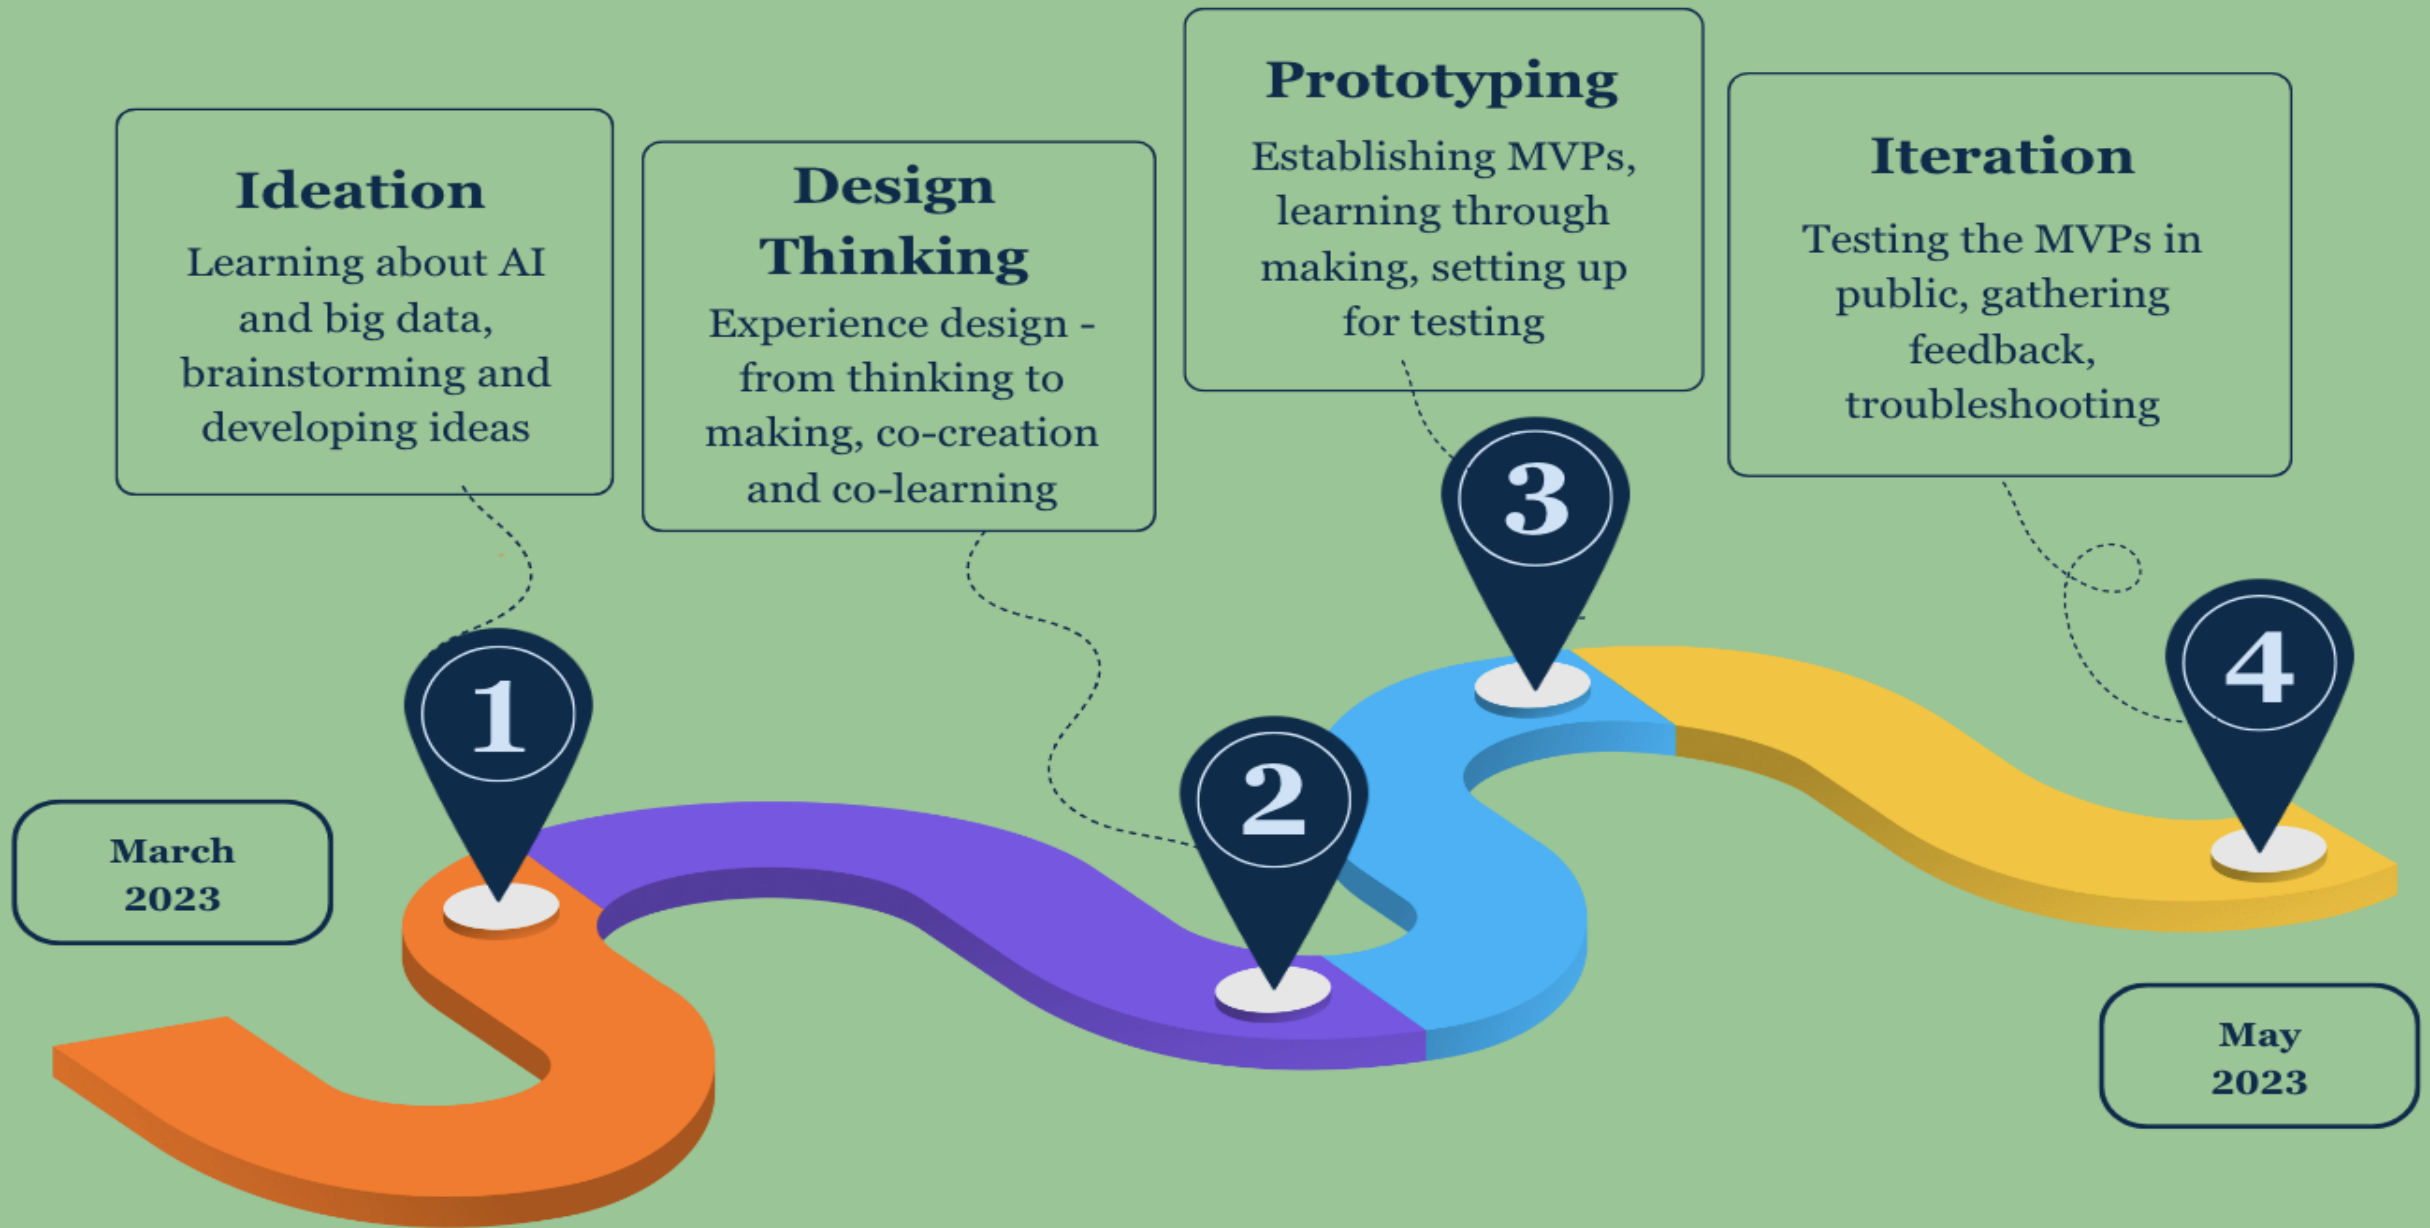 Ideation
Learning about AI
and big data,
brainstorming and
developing ideas
Design
Thinking
Experience design -
from thinking to
making, co-creation
and co-learning
Prototyping
Establishing MVPs,
learning through
making, setting up
for testing
Iteration
Testing the MVPs in
public, gathering
feedback,
troubleshooting
1
2
3
4
March
2023
May
2023